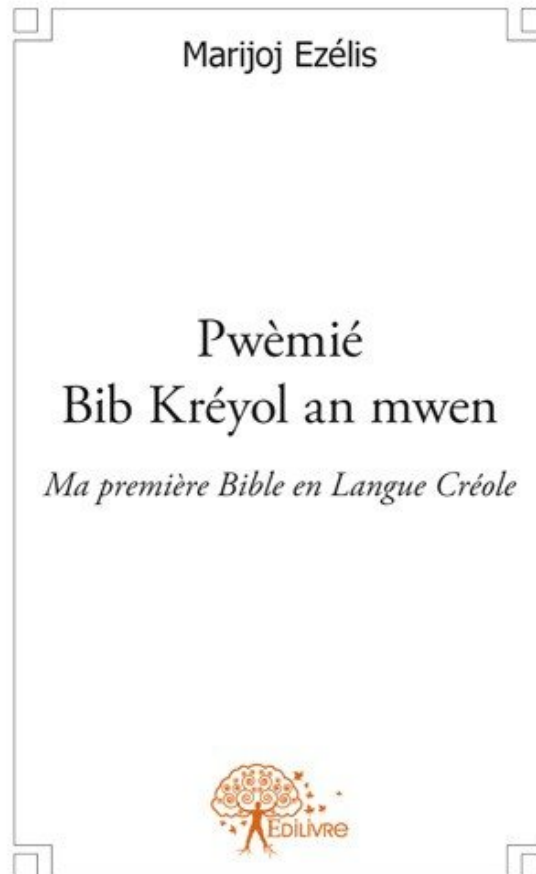 Marijoj Ezélis
Pwèmié
Bib Kréyol an mwen
Ma première Bible en Langue Créole
EDILIVRE